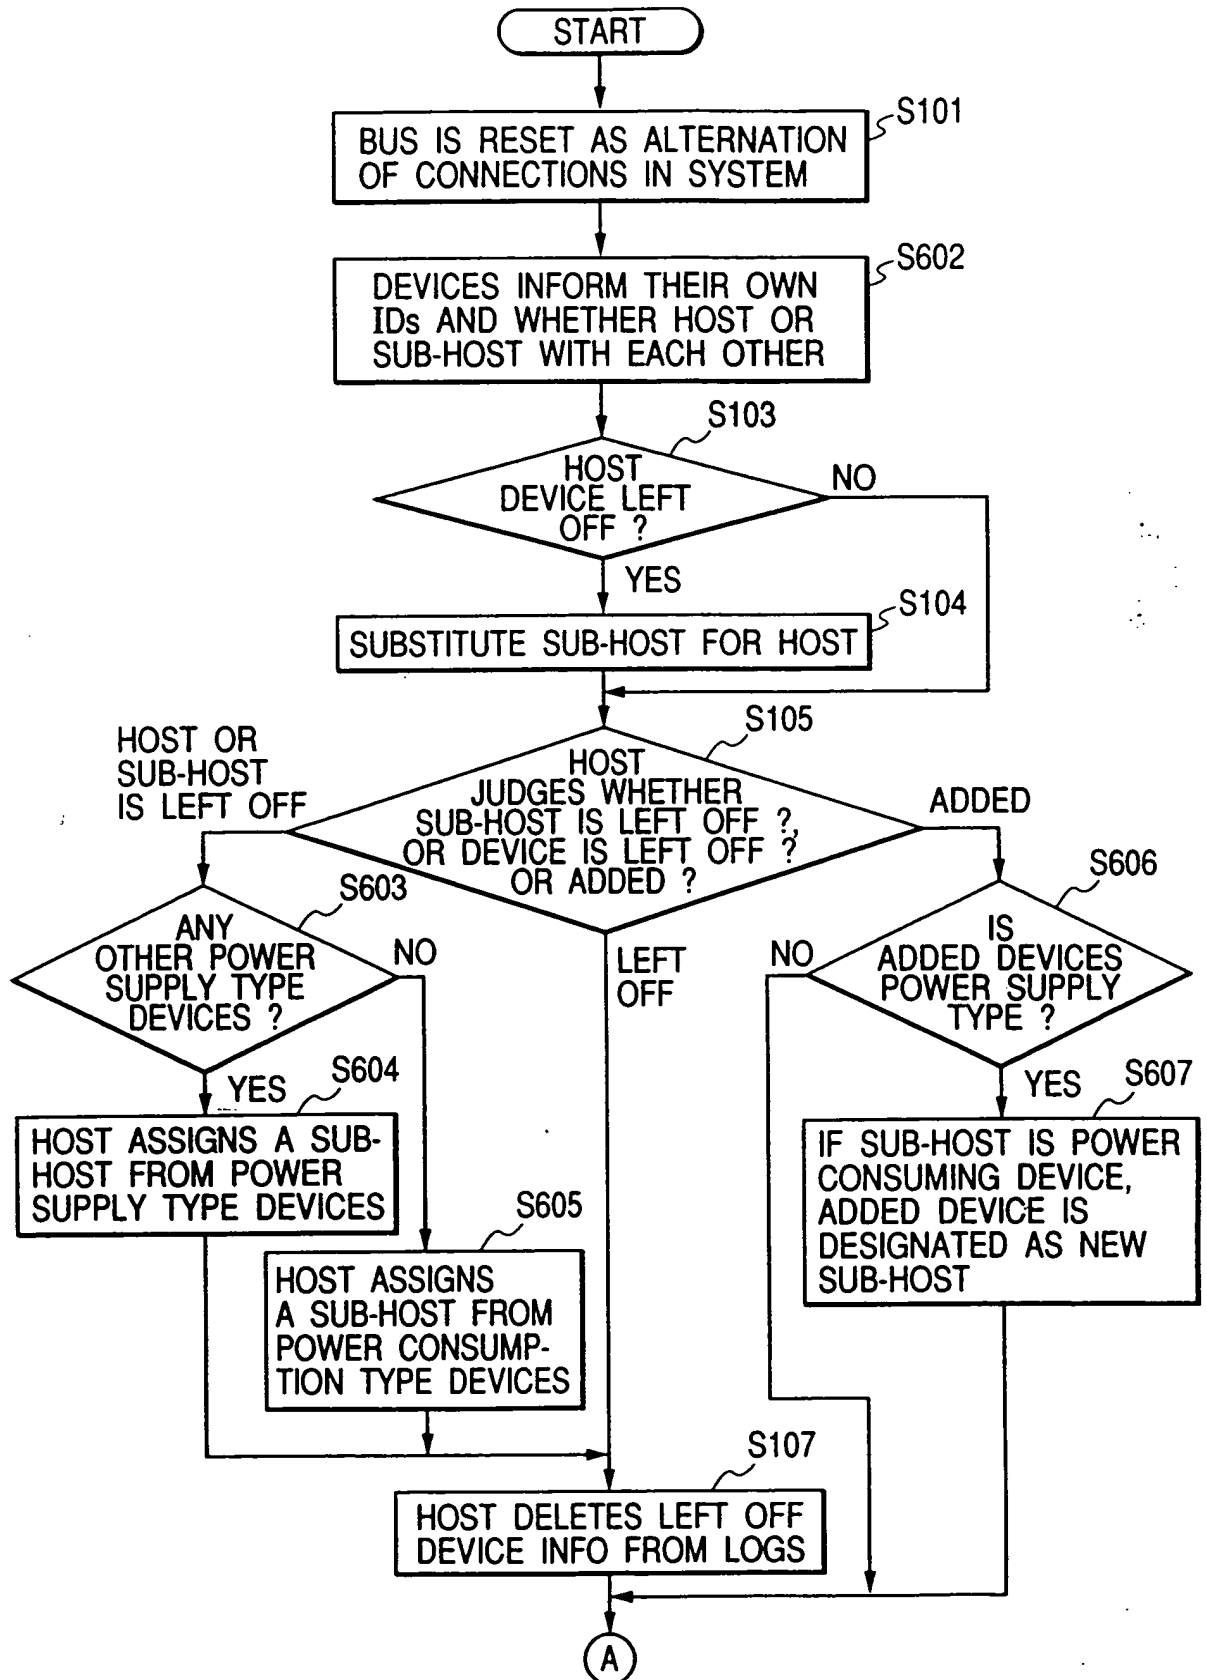 START
S101
BUS IS RESET AS ALTERNATION
OF CONNECTIONS IN SYSTEM
S602
DEVICES INFORM THEIR OWN
IDs AND WHETHER HOST OR
SUB-HOST WITH EACH OTHER
S103
HOST
DEVICE LEFT
OFF ?
NO
YES
S104
SUBSTITUTE SUB-HOST FOR HOST
S105
HOST
JUDGES WHETHER
SUB-HOST IS LEFT OFF ?,
OR DEVICE IS LEFT OFF ?
OR ADDED ?
HOST OR
SUB-HOST
IS LEFT OFF
ADDED
LEFT
OFF
S603
ANY
OTHER POWER
SUPPLY TYPE
DEVICES ?
NO
YES
S606
IS
ADDED DEVICES
POWER SUPPLY
TYPE ?
NO
YES
S604
HOST ASSIGNS A SUB-
HOST FROM POWER
SUPPLY TYPE DEVICES
S607
IF SUB-HOST IS POWER
CONSUMING DEVICE,
ADDED DEVICE IS
DESIGNATED AS NEW
SUB-HOST
S605
HOST ASSIGNS
A SUB-HOST FROM
POWER CONSUMP-
TION TYPE DEVICES
S107
HOST DELETES LEFT OFF
DEVICE INFO FROM LOGS
A